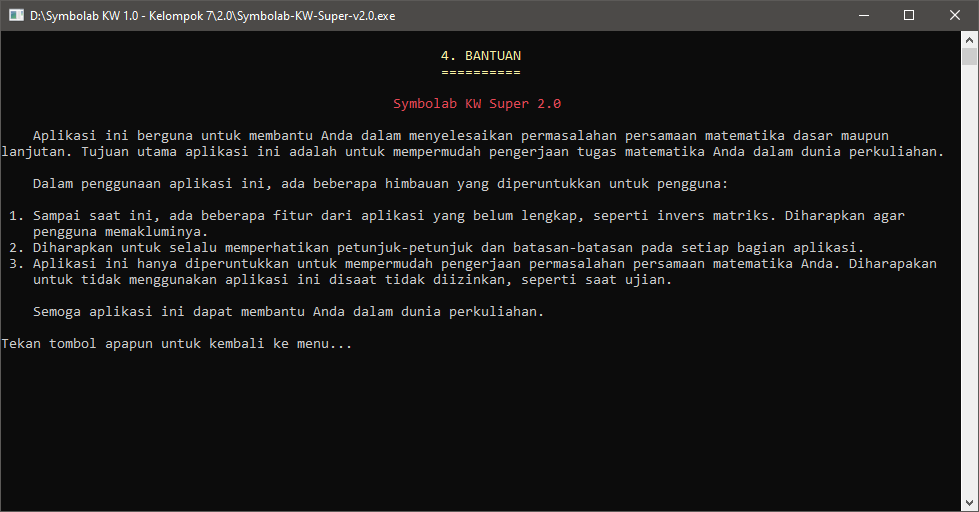 D:\Symbolab KW 1.0 - Kelompok 7\2.0\Symbolab-KW-Super-v2.0.exe
4. BANTUAN
==========
Symbolab KW Super 2.0
Aplikasi ini berguna untuk membantu Anda dalam menyelesaikan permasalahan persamaan matematika dasar maupun
lanjutan. Tujuan utama aplikasi ini adalah untuk mempermudah pengerjaan tugas matematika Anda dalam dunia perkuliahan.
Dalam penggunaan aplikasi ini, ada beberapa himbauan yang diperuntukkan untuk pengguna:
1. Sampai saat ini, ada beberapa fitur dari aplikasi yang belum lengkap, seperti invers matriks. Diharapkan agar
pengguna memakluminya.
2. Diharapkan untuk selalu memperhatikan petunjuk-petunjuk dan batasan-batasan pada setiap bagian aplikasi.
3. Aplikasi ini hanya diperuntukkan untuk mempermudah pengerjaan permasalahan persamaan matematika Anda. Diharapakan
untuk tidak menggunakan aplikasi ini disaat tidak diizinkan, seperti saat ujian.
Semoga aplikasi ini dapat membantu Anda dalam dunia perkuliahan.
Tekan tombol apapun untuk kembali ke menu...